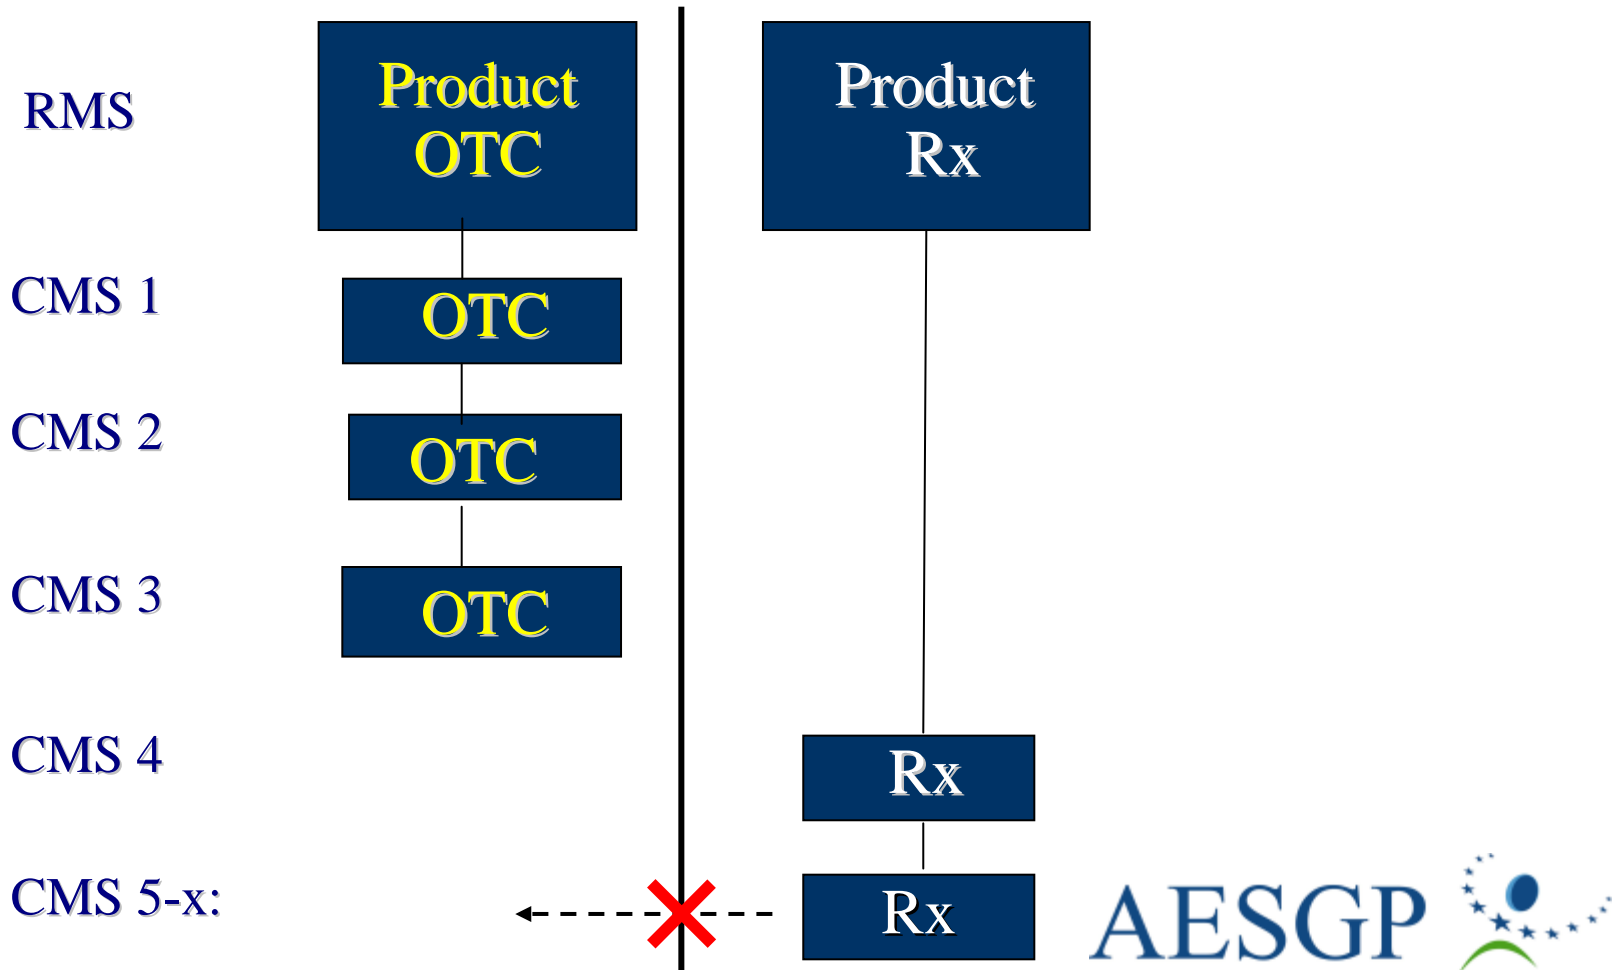 RMS
Product
OTC
Product
Rx
CMS 1
OTC
CMS 2
OTC
CMS 3
OTC
CMS 4
Rx
CMS 5-x:
Rx
AESGP